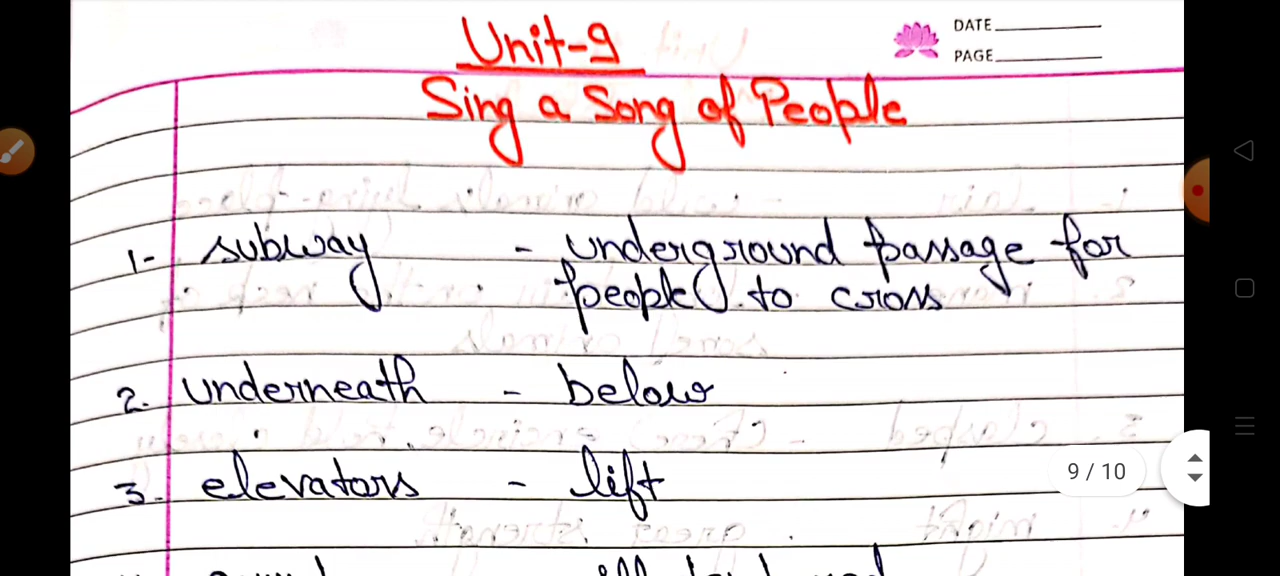 Unit-9
DATE
PAGE
Sing a Song of People
1- subway - underground passage for
people to cross
2. underneath - below
3. elevators - lift
9 / 10